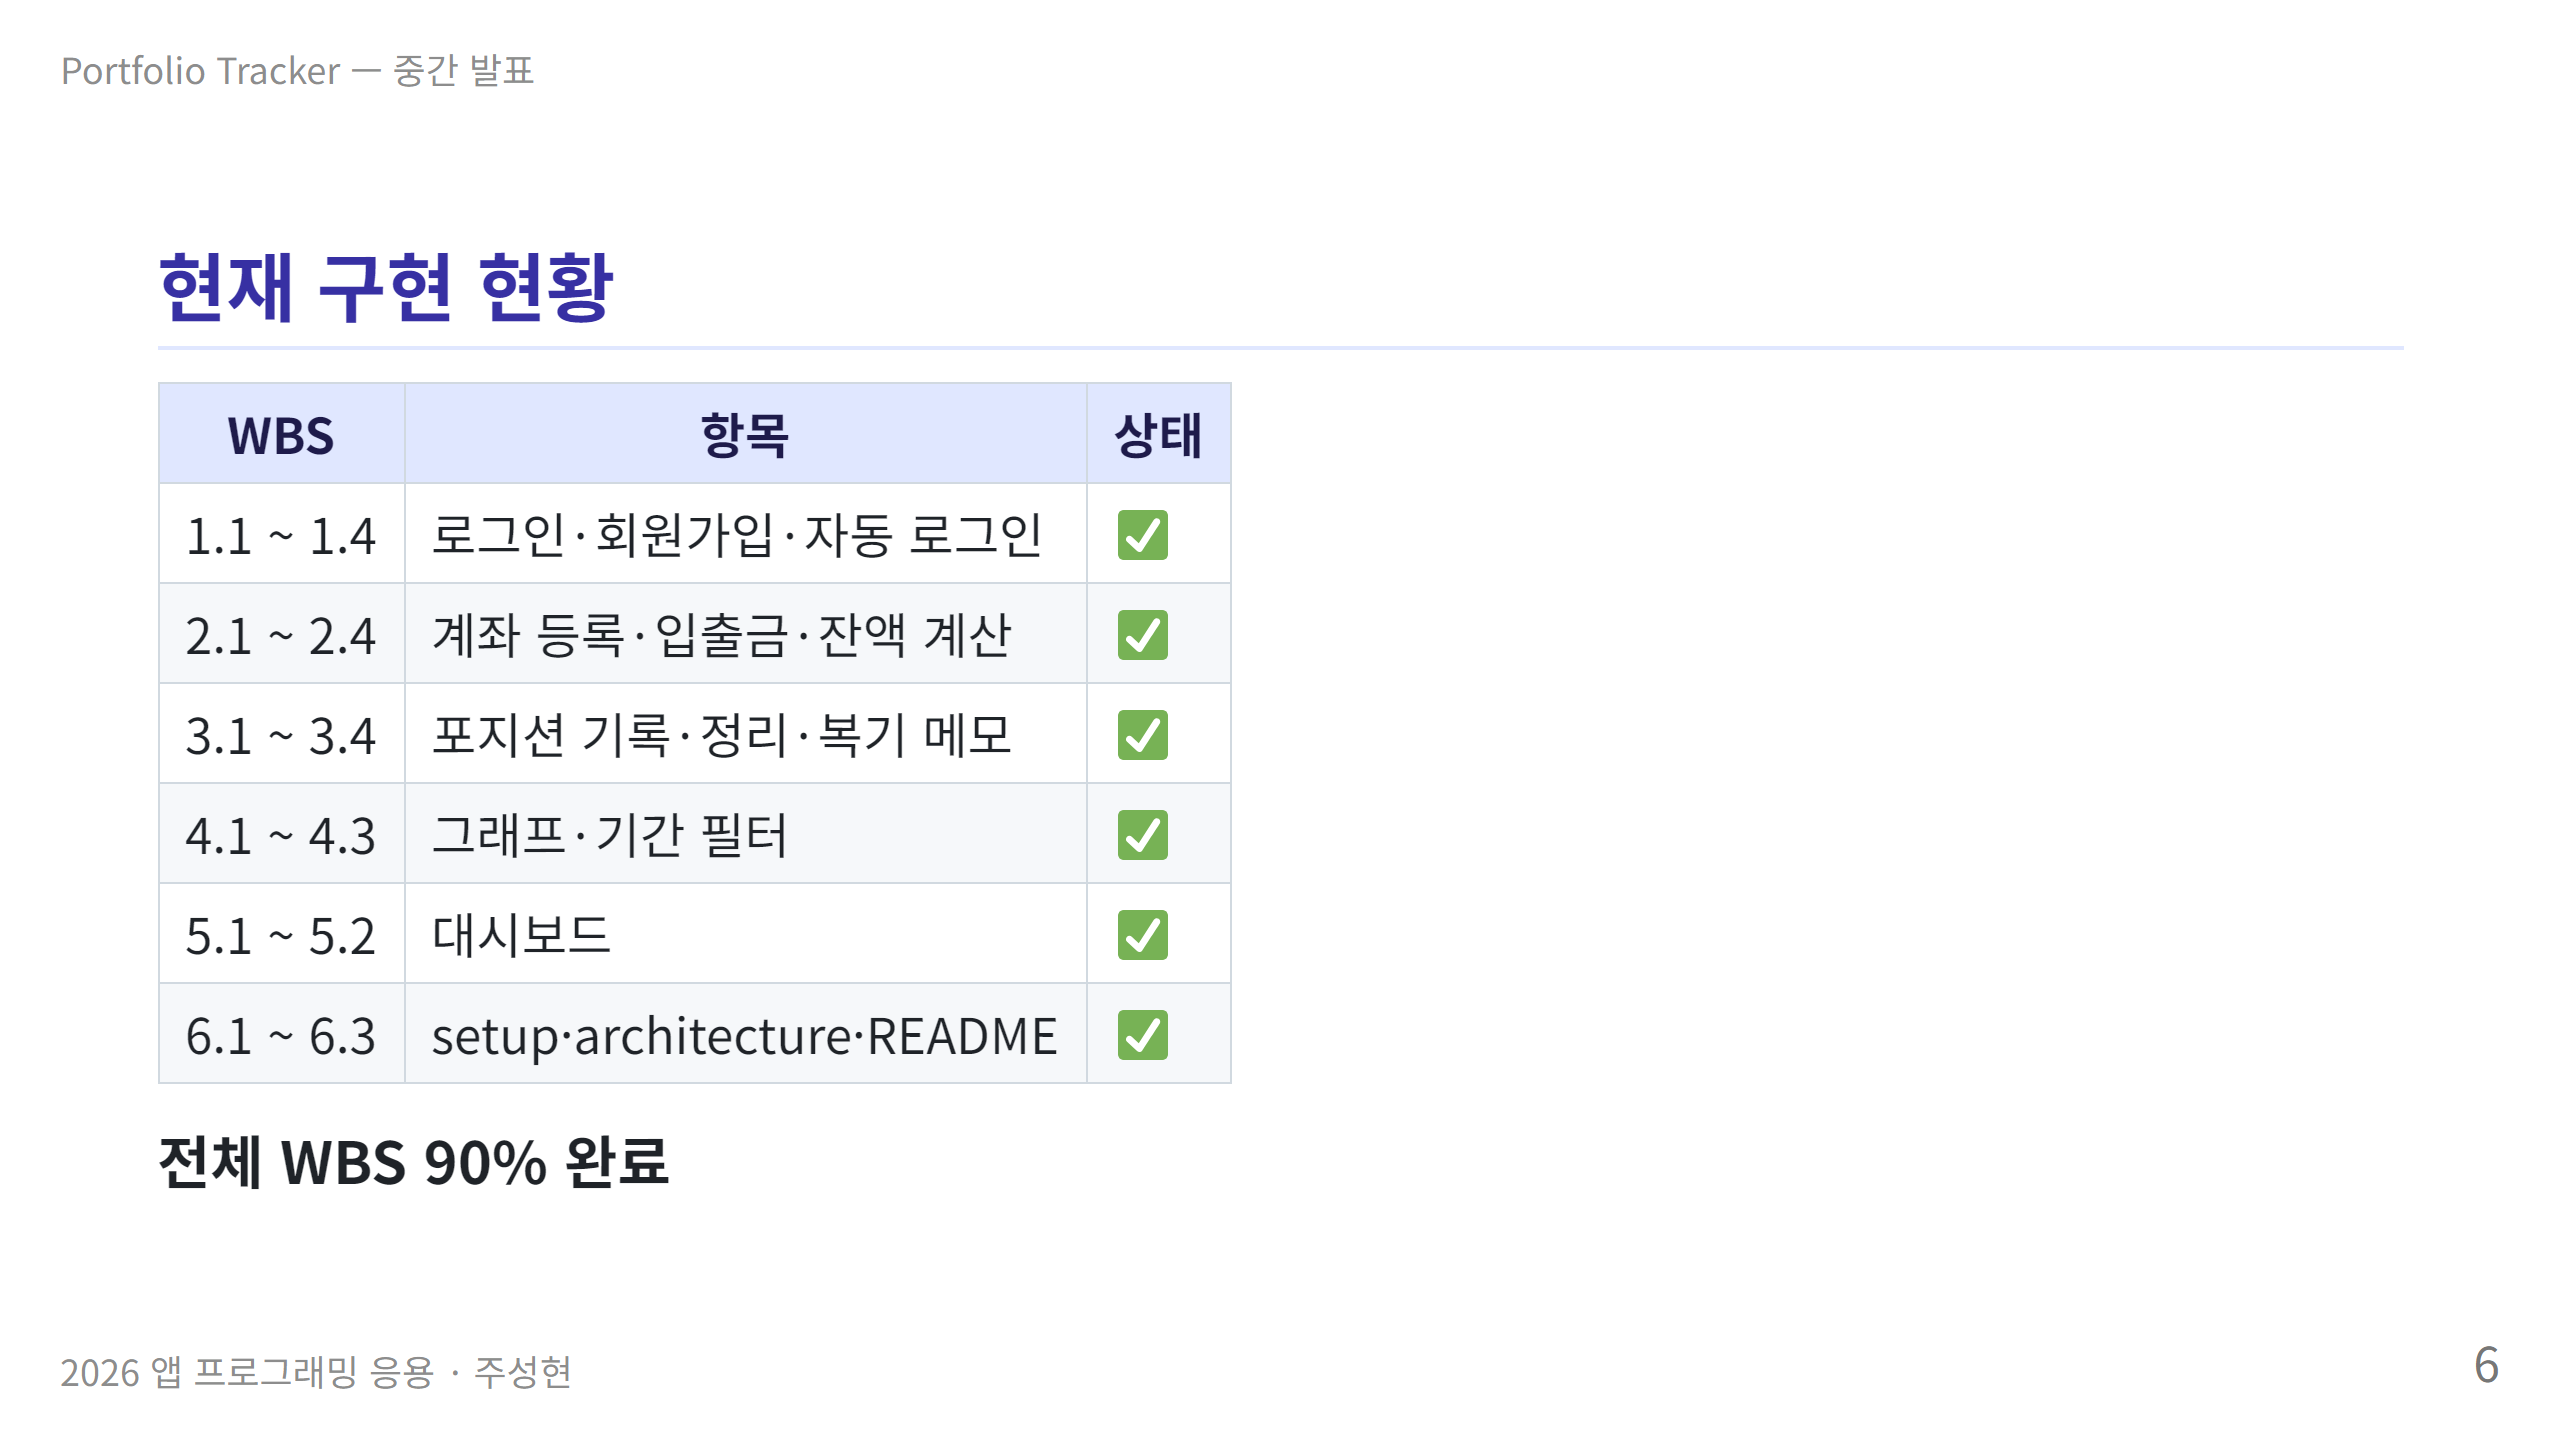 Portfolio Tracker — 중간 발표
현재 구현 현황
WBS 항목 상태
1.1 ~ 1.4 로그인·회원가입·자동 로그인 ✅
2.1 ~ 2.4 계좌 등록·입출금·잔액 계산 ✅
3.1 ~ 3.4 포지션 기록·정리·복기 메모 ✅
4.1 ~ 4.3 그래프·기간 필터 ✅
5.1 ~ 5.2 대시보드 ✅
6.1 ~ 6.3 setup·architecture·README ✅
전체 WBS 90% 완료
2026 앱 프로그래밍 응용 · 주성현
6